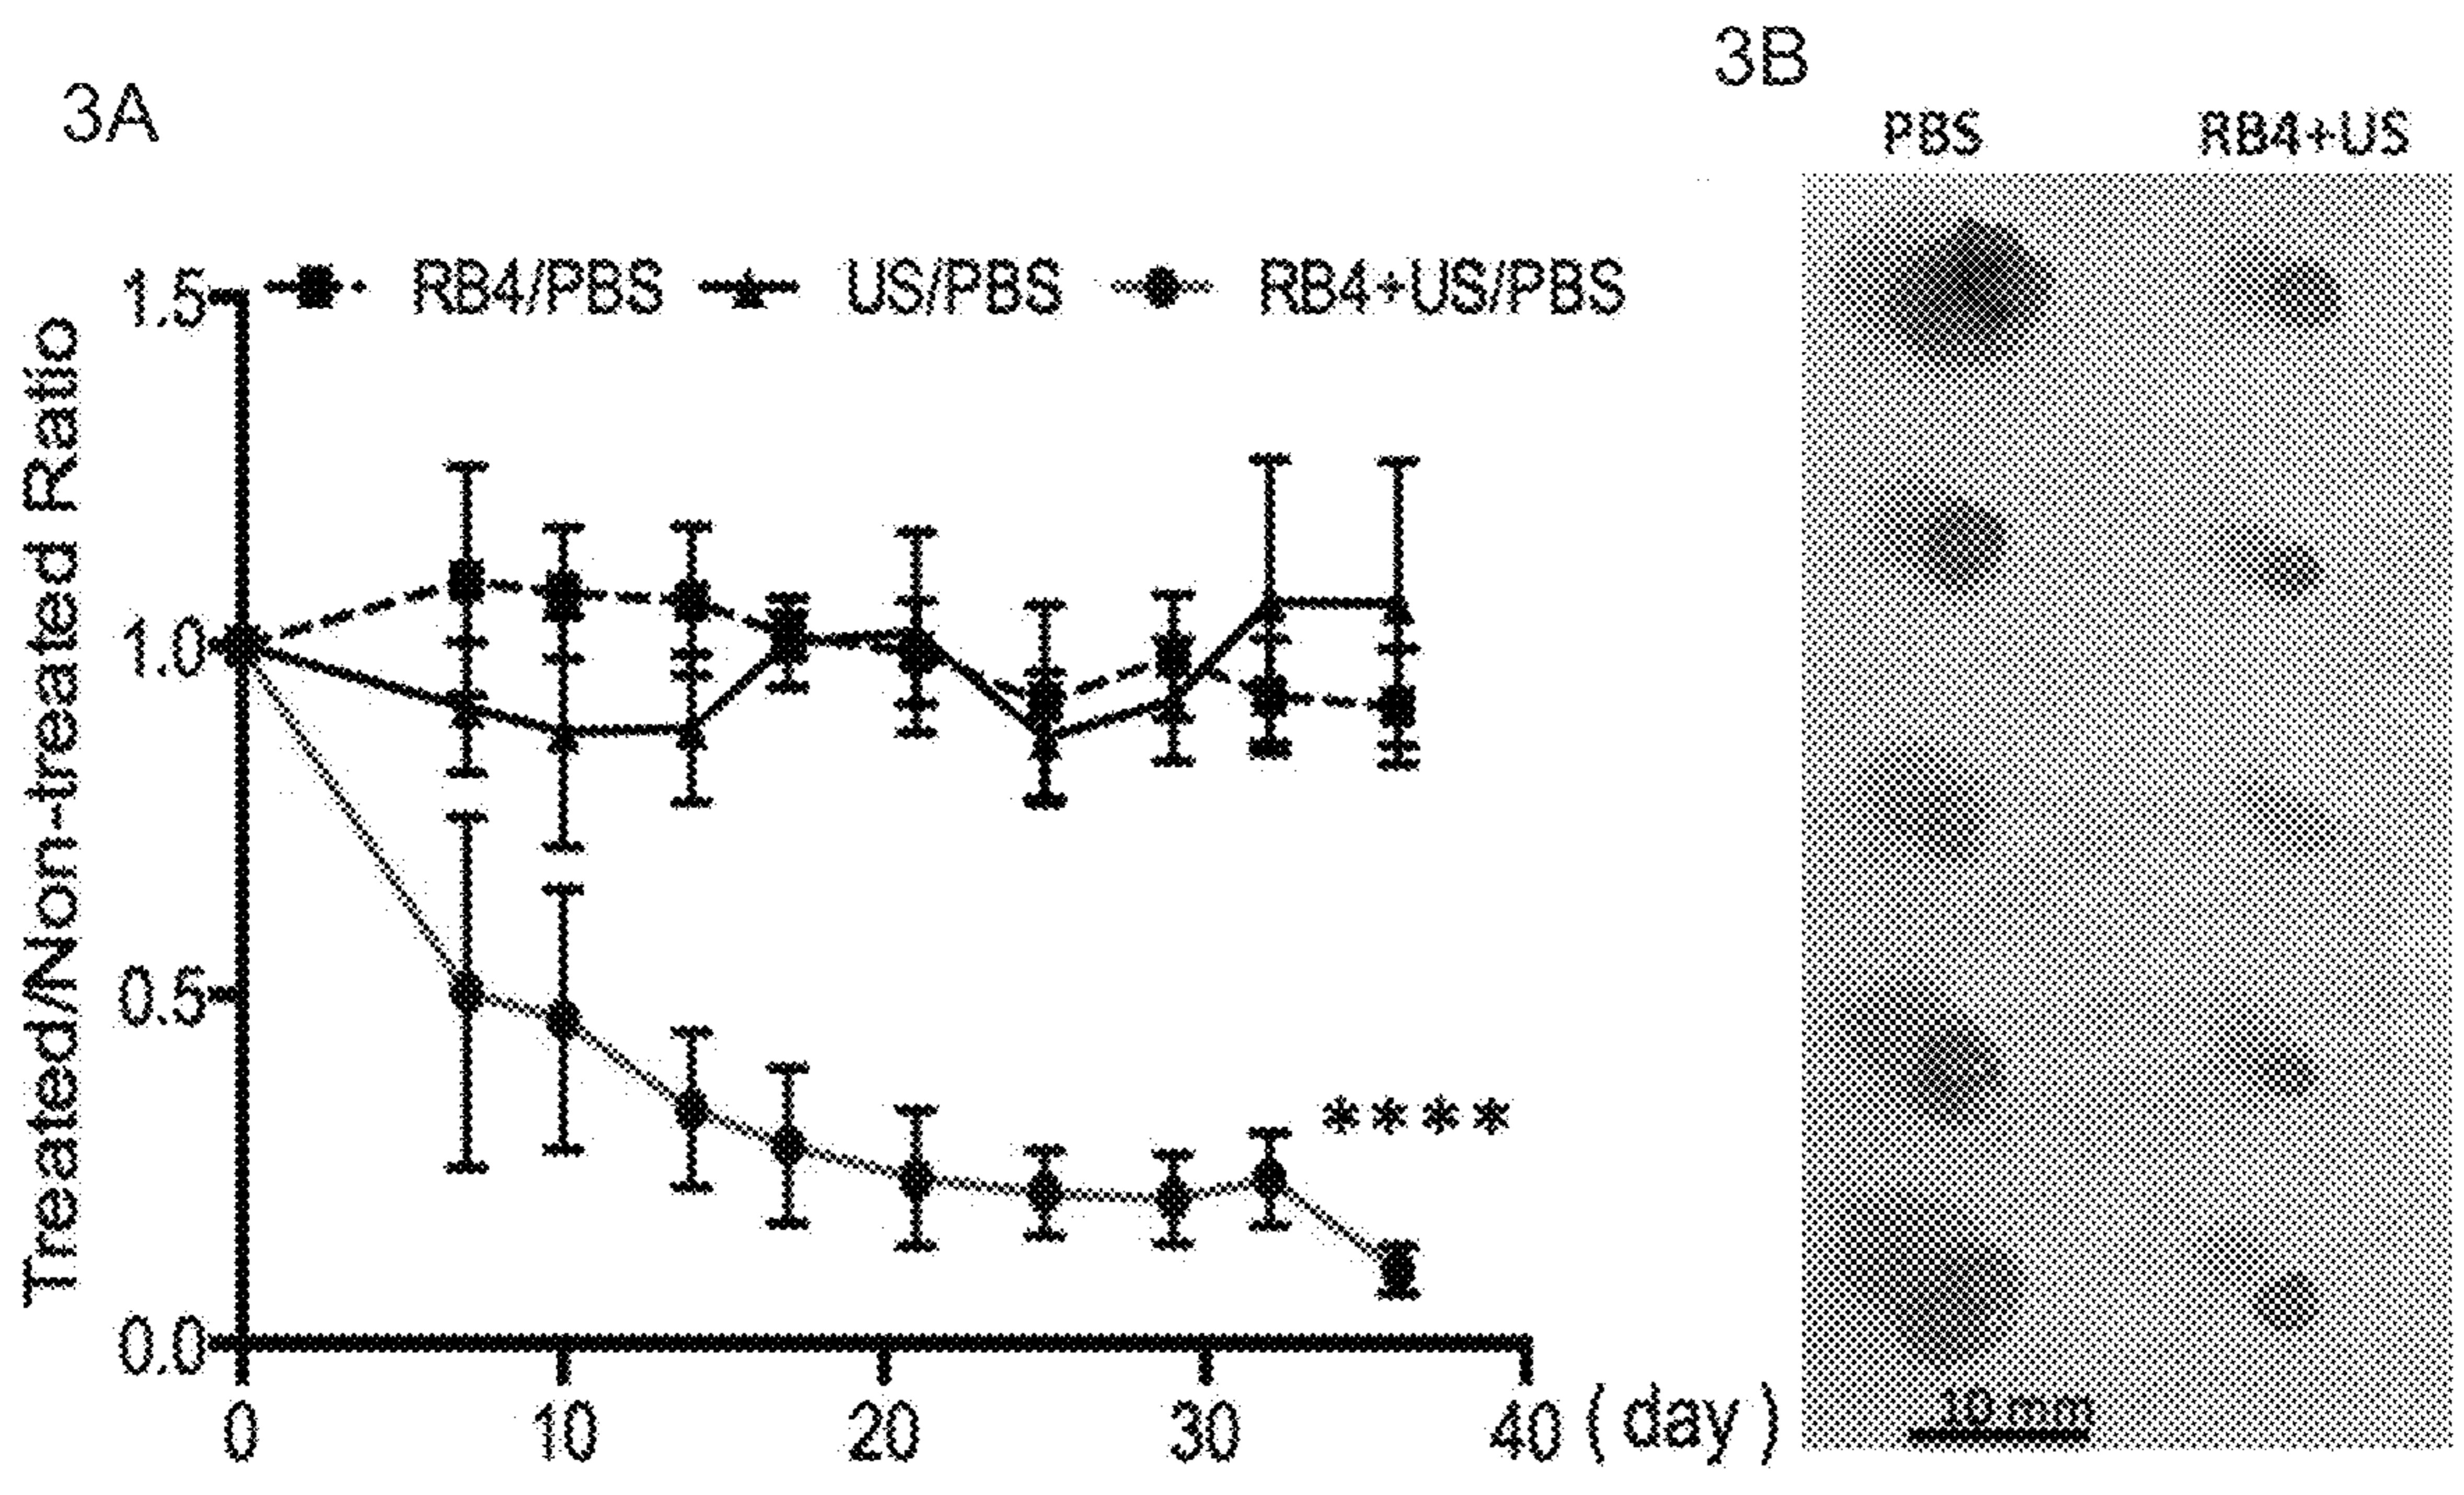 3A
3B
PBS RB4+US
RB4/PBS US/PBS RB4+US/PBS
Treated/Non-treated Ratio
1.5
1.0
0.5
0.0
****
0 10 20 30 40 (day)
10 mm